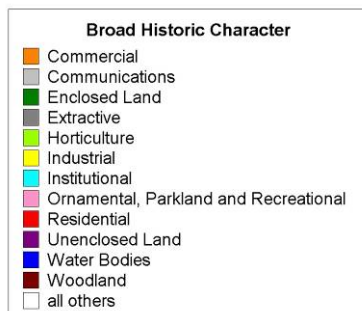 Broad Historic Character
Commercial
Communications
Enclosed Land
Extractive
Horticulture
Industrial
Institutional
Ornamental, Parkland and Recreational
Residential
Unenclosed Land
Water Bodies
Woodland
all others